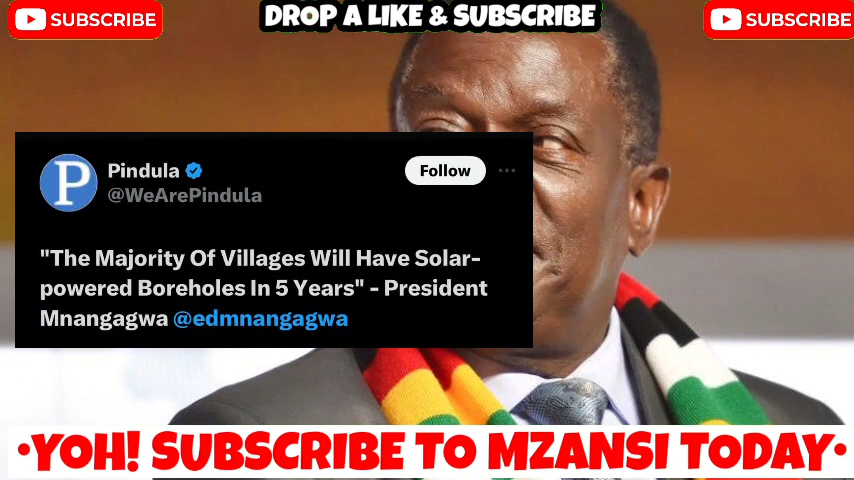 SUBSCRIBE
DROP A LIKE & SUBSCRIBE
SUBSCRIBE
Pindula
@WeArePindula
Follow
"The Majority Of Villages Will Have Solar-
powered Boreholes In 5 Years" - President
Mnangagwa @edmnangagwa
•YOH! SUBSCRIBE TO MZANSI TODAY•